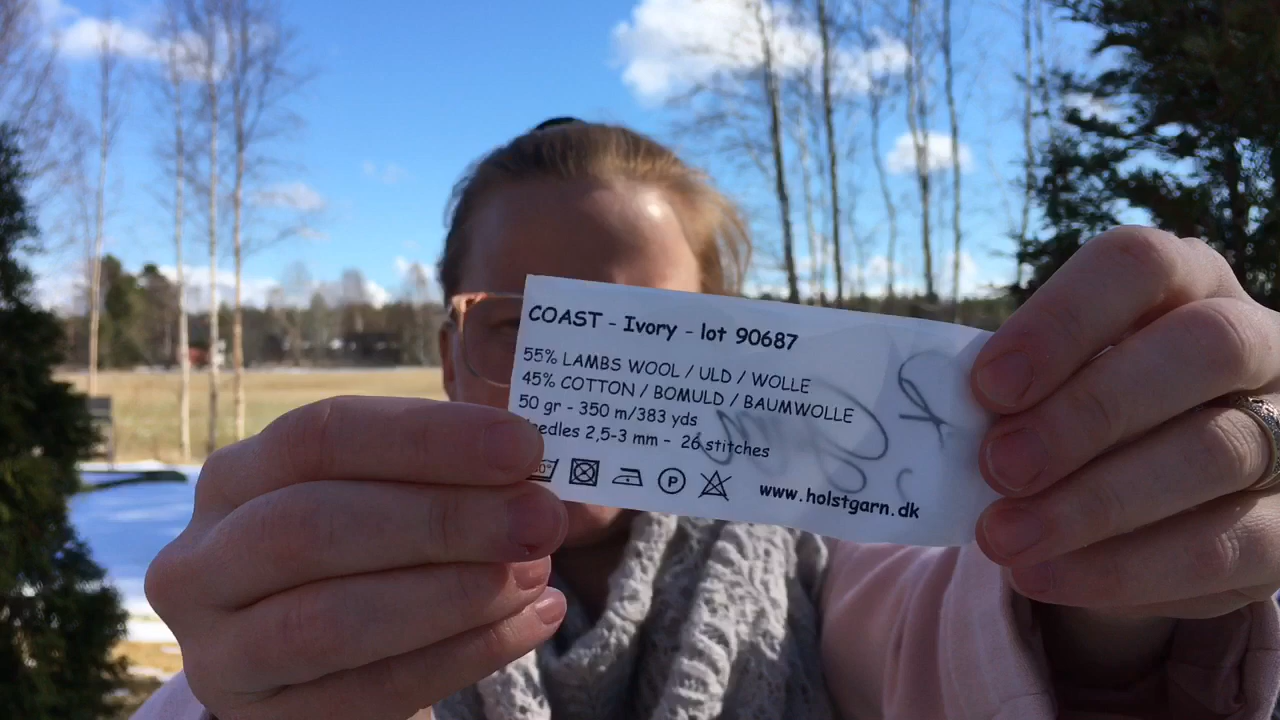 COAST - Ivory - lot 90687
55% LAMBS WOOL / ULD / WOLLE
45% COTTON / BOMULD / BAUMWOLLE
50 gr - 350 m/383 yds
needles 2,5-3 mm - 26 stitches
P
www.holstgarn.dk